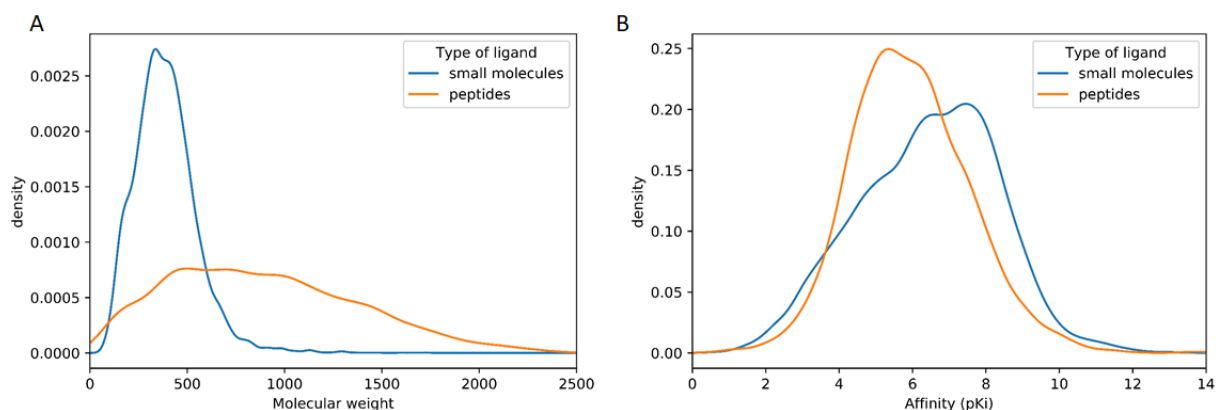 A
Type of ligand
small molecules
peptides
0.0025
0.0020
0.0015
0.0010
0.0005
0.0000
density
0
500
1000
1500
2000
2500
Molecular weight
B
Type of ligand
small molecules
peptides
0.25
0.20
0.15
0.10
0.05
0.00
density
0
2
4
6
8
10
12
14
Affinity (pKi)